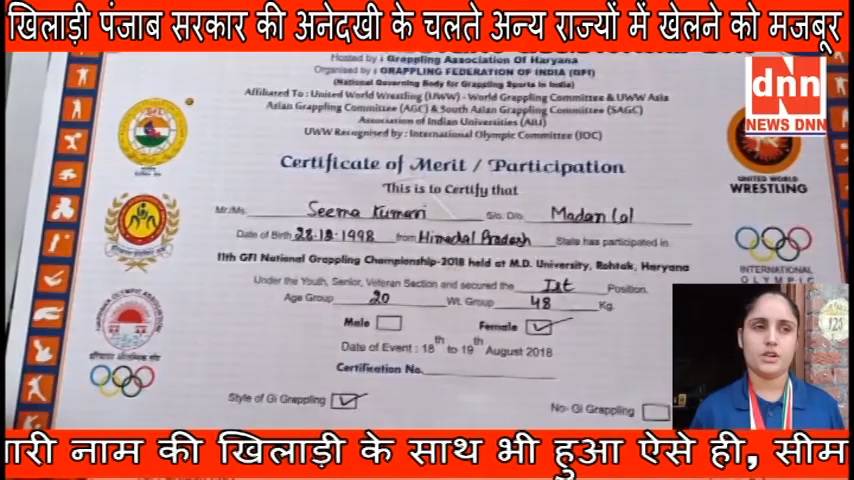 खिलाड़ी पंजाब सरकार की अनेदखी के चलते अन्य राज्यों में खेलने को मजबूर
Hosted by : Grappling Association Of Haryana
Organised by : GRAPPLING FEDERATION OF INDIA (GFI)
(National Governing Body for Grappling Sports in India)
Affiliated To : United World Wrestling (UWW) - World Grappling Committee & UWW Asia
Asian Grappling Committee (AGC) & South Asian Grappling Committee (SAGC)
Association of Indian Universities (AIU)
UWW Recognised by : International Olympic Committee (IOC)
dnn
NEWS DNN
Certificate of Merit / Participation
This is to Certify that
UNITED WORLD
WRESTLING
Mr./Ms. Seema Kumari S/o. D/o. Madan Lal
Date of Birth 28.12.1998 from Himachal Pradesh State has participated in
11th GFI National Grappling Championship-2018 held at M.D. University, Rohtak, Haryana
Under the Youth, Senior, Veteran Section and secured the Ist Position.
INTERNATIONAL
OLYMPIC
Age Group 20 Wt. Group 48 Kg.
Male Female
Date of Event : 18th to 19th August 2018
Certification No.
हरियाणा ओलम्पिक संघ
Style of Gi Grappling No- Gi Grappling
125
ारी नाम की खिलाड़ी के साथ भी हुआ ऐसे ही, सीम